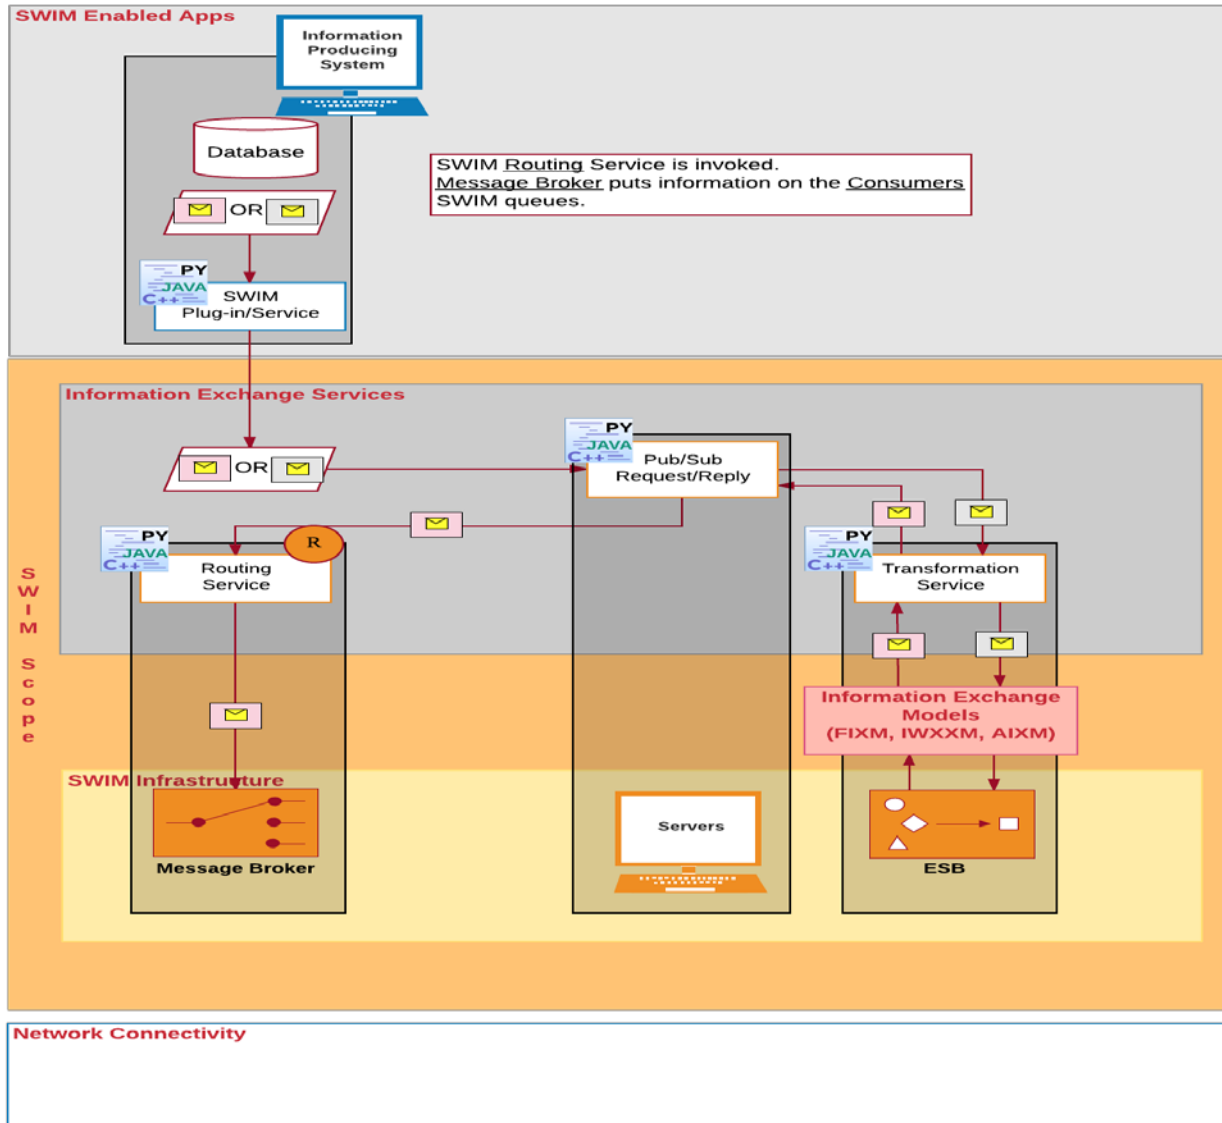 SWIM Enabled Apps
Information
Producing
System
Database
OR
SWIM Routing Service is invoked.
Message Broker puts information on the Consumers
SWIM queues.
PY
JAVA
C++
SWIM
Plug-in/Service
Information Exchange Services
OR
PY
JAVA
C++
Pub/Sub
Request/Reply
R
PY
JAVA
C++
Routing
Service
PY
JAVA
C++
Transformation
Service
SWIM
Scope
Information Exchange
Models
(FIXM, IWXXM, AIXM)
SWIM Infrastructure
Message Broker
Servers
ESB
Network Connectivity